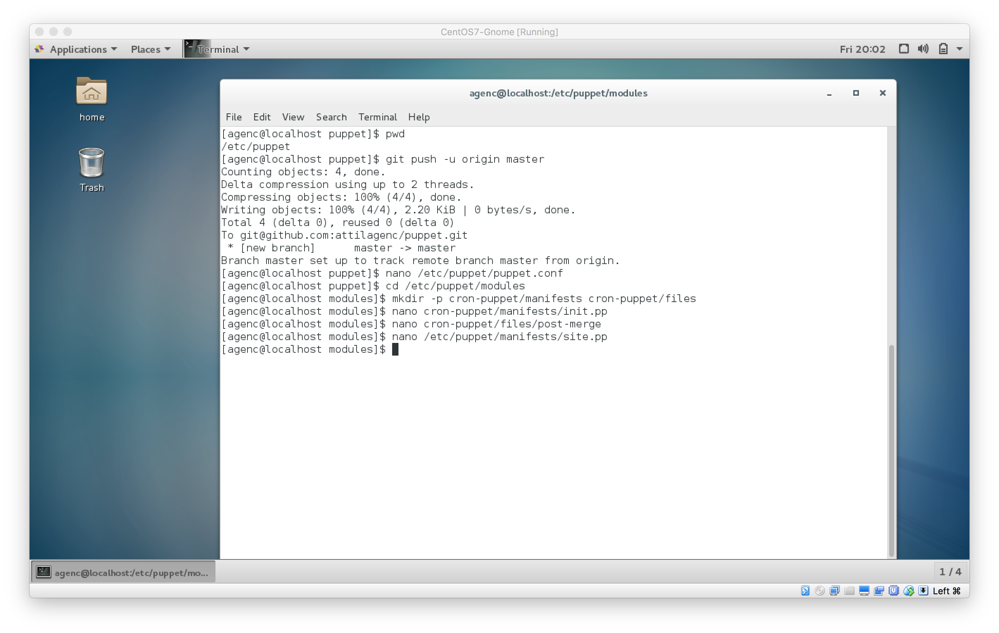 CentOS7-Gnome [Running]
Applications Places Terminal Fri 20:02
home
Trash
agenc@localhost:/etc/puppet/modules
File Edit View Search Terminal Help
[agenc@localhost puppet]$ pwd
/etc/puppet
[agenc@localhost puppet]$ git push -u origin master
Counting objects: 4, done.
Delta compression using up to 2 threads.
Compressing objects: 100% (4/4), done.
Writing objects: 100% (4/4), 2.20 KiB | 0 bytes/s, done.
Total 4 (delta 0), reused 0 (delta 0)
To git@github.com:attilagenc/puppet.git
 * [new branch]      master -> master
Branch master set up to track remote branch master from origin.
[agenc@localhost puppet]$ nano /etc/puppet/puppet.conf
[agenc@localhost puppet]$ cd /etc/puppet/modules
[agenc@localhost modules]$ mkdir -p cron-puppet/manifests cron-puppet/files
[agenc@localhost modules]$ nano cron-puppet/manifests/init.pp
[agenc@localhost modules]$ nano cron-puppet/files/post-merge
[agenc@localhost modules]$ nano /etc/puppet/manifests/site.pp
[agenc@localhost modules]$
agenc@localhost:/etc/puppet/mo... 1 / 4
Left ⌘